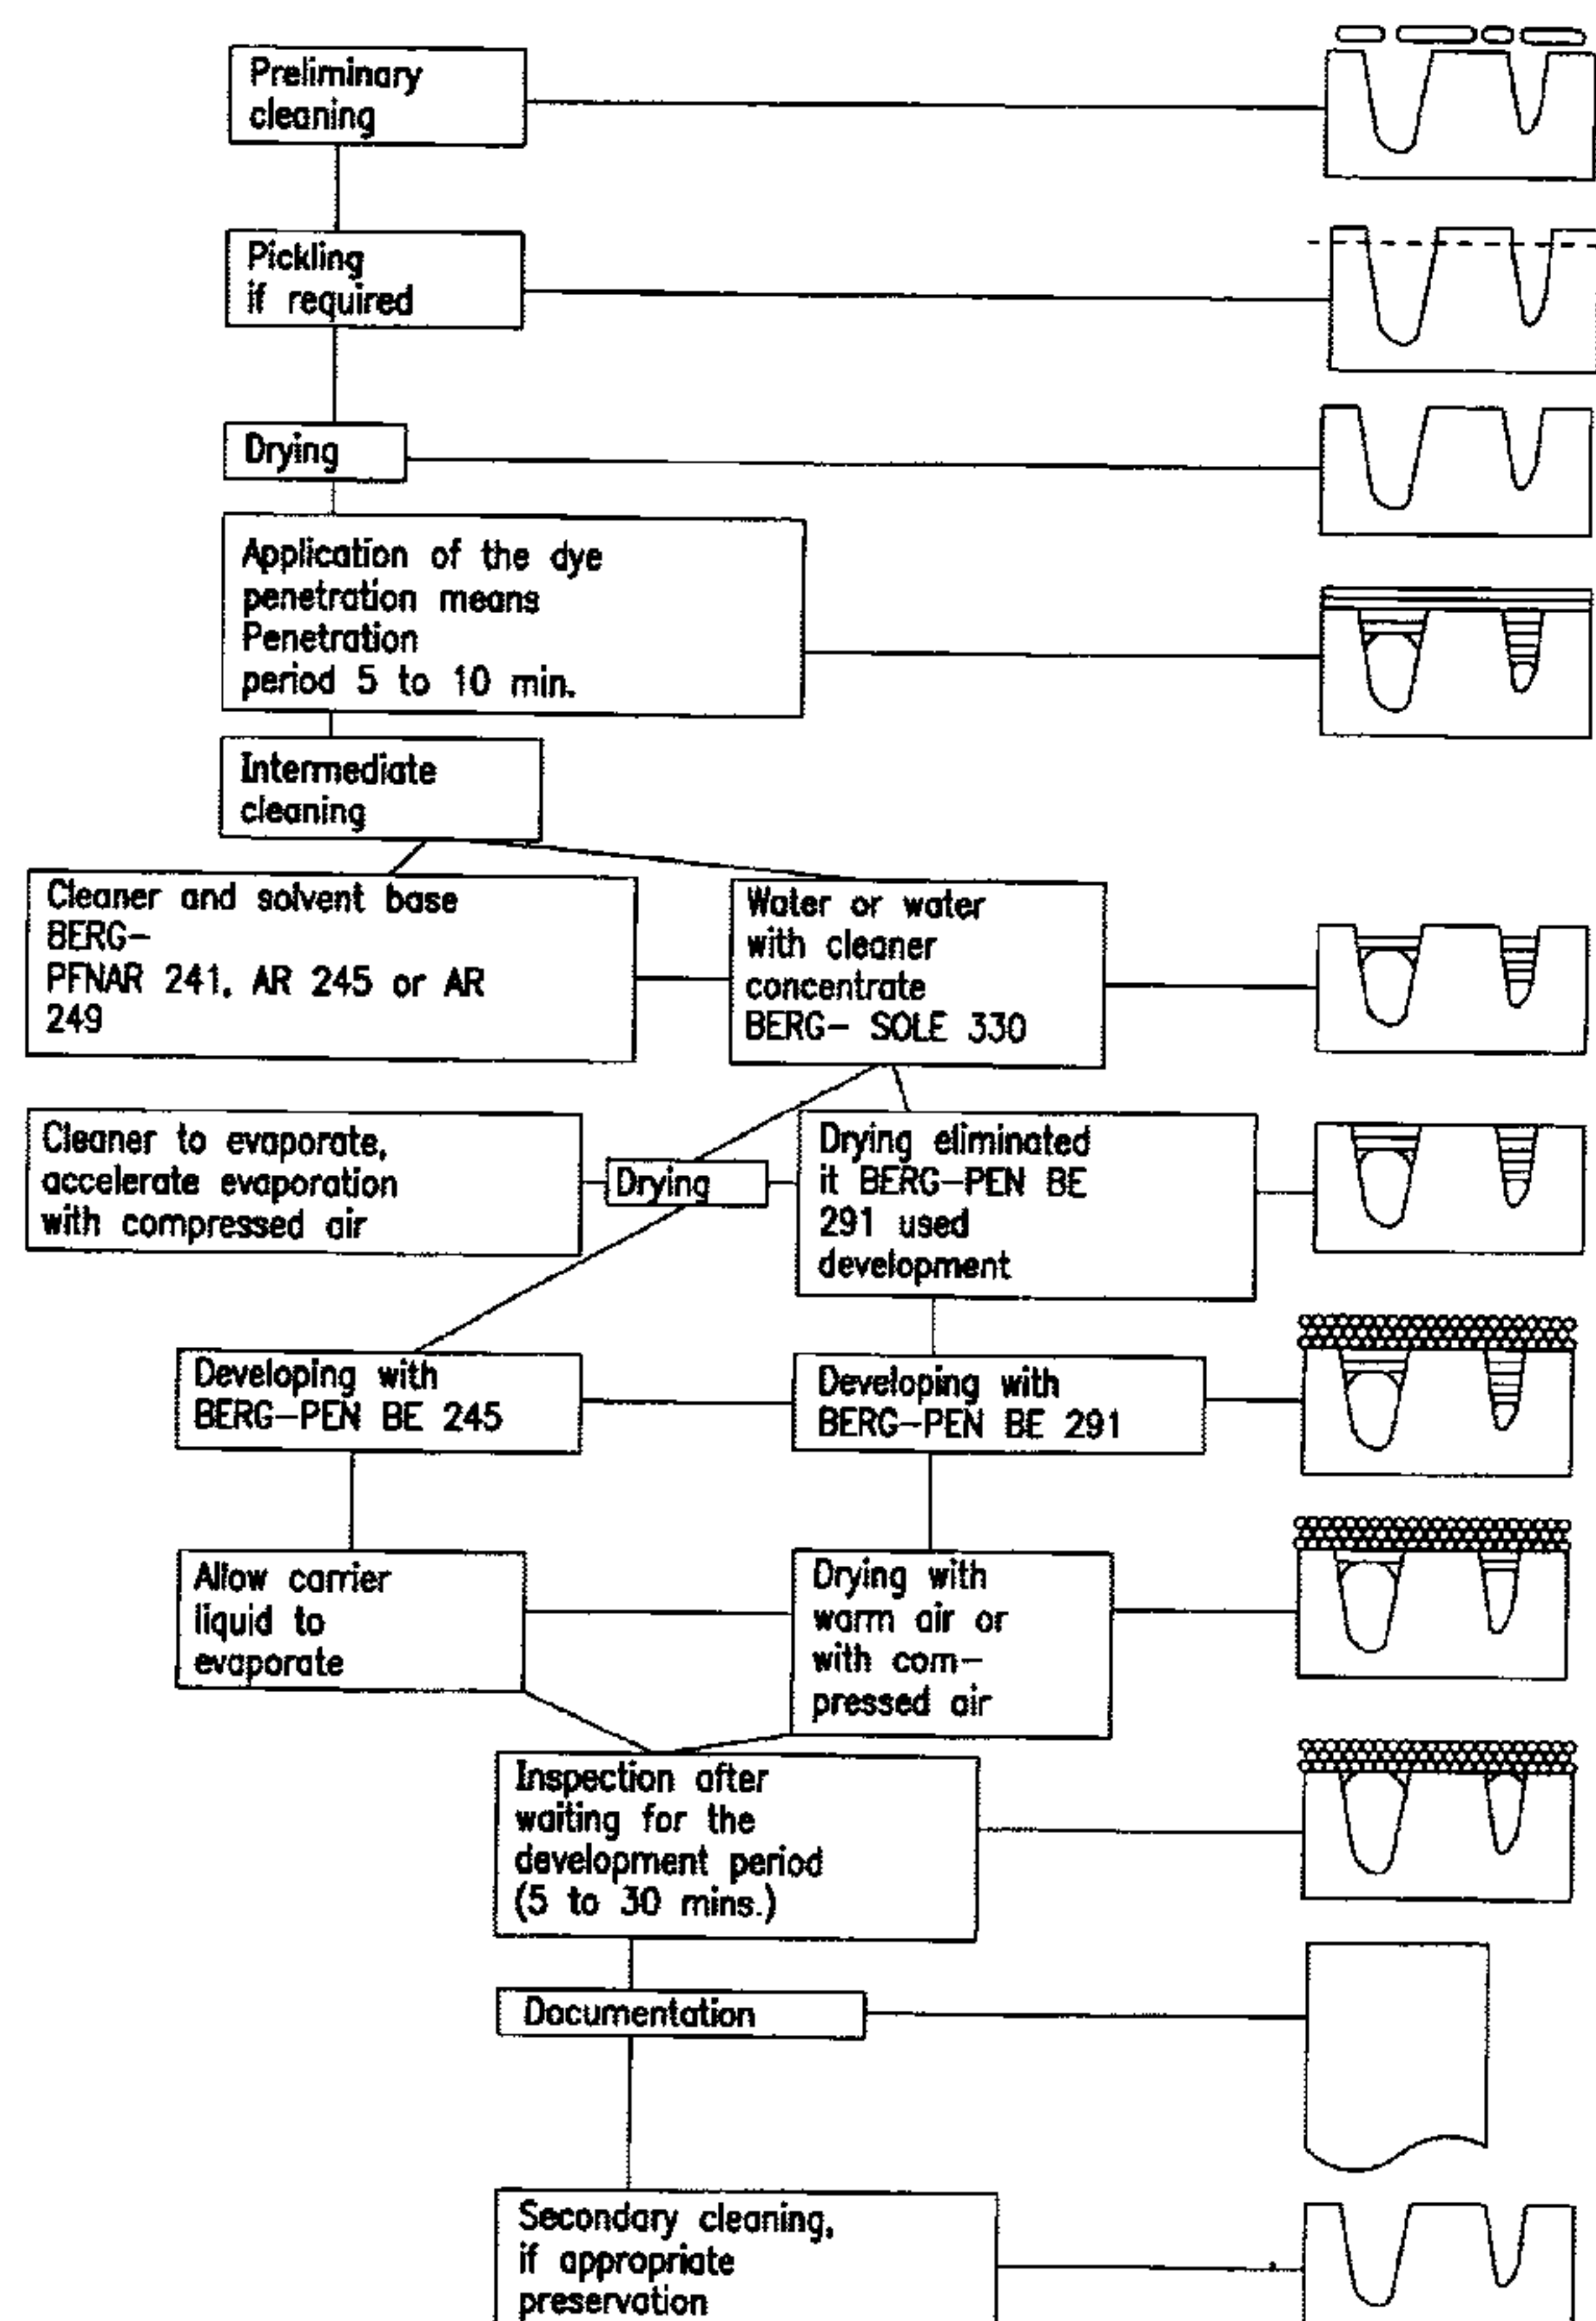 Preliminary
cleaning
Pickling
if required
Drying
Application of the dye
penetration means
Penetration
period 5 to 10 min.
Intermediate
cleaning
Cleaner and solvent base
BERG-
PFNAR 241, AR 245 or AR
249
Water or water
with cleaner
concentrate
BERG- SOLE 330
Cleaner to evaporate,
accelerate evaporation
with compressed air
Drying
Drying eliminated
it BERG-PEN BE
291 used
development
Developing with
BERG-PEN BE 245
Developing with
BERG-PEN BE 291
Allow carrier
liquid to
evaporate
Drying with
warm air or
with com-
pressed air
Inspection after
waiting for the
development period
(5 to 30 mins.)
Documentation
Secondary cleaning,
if appropriate
preservation